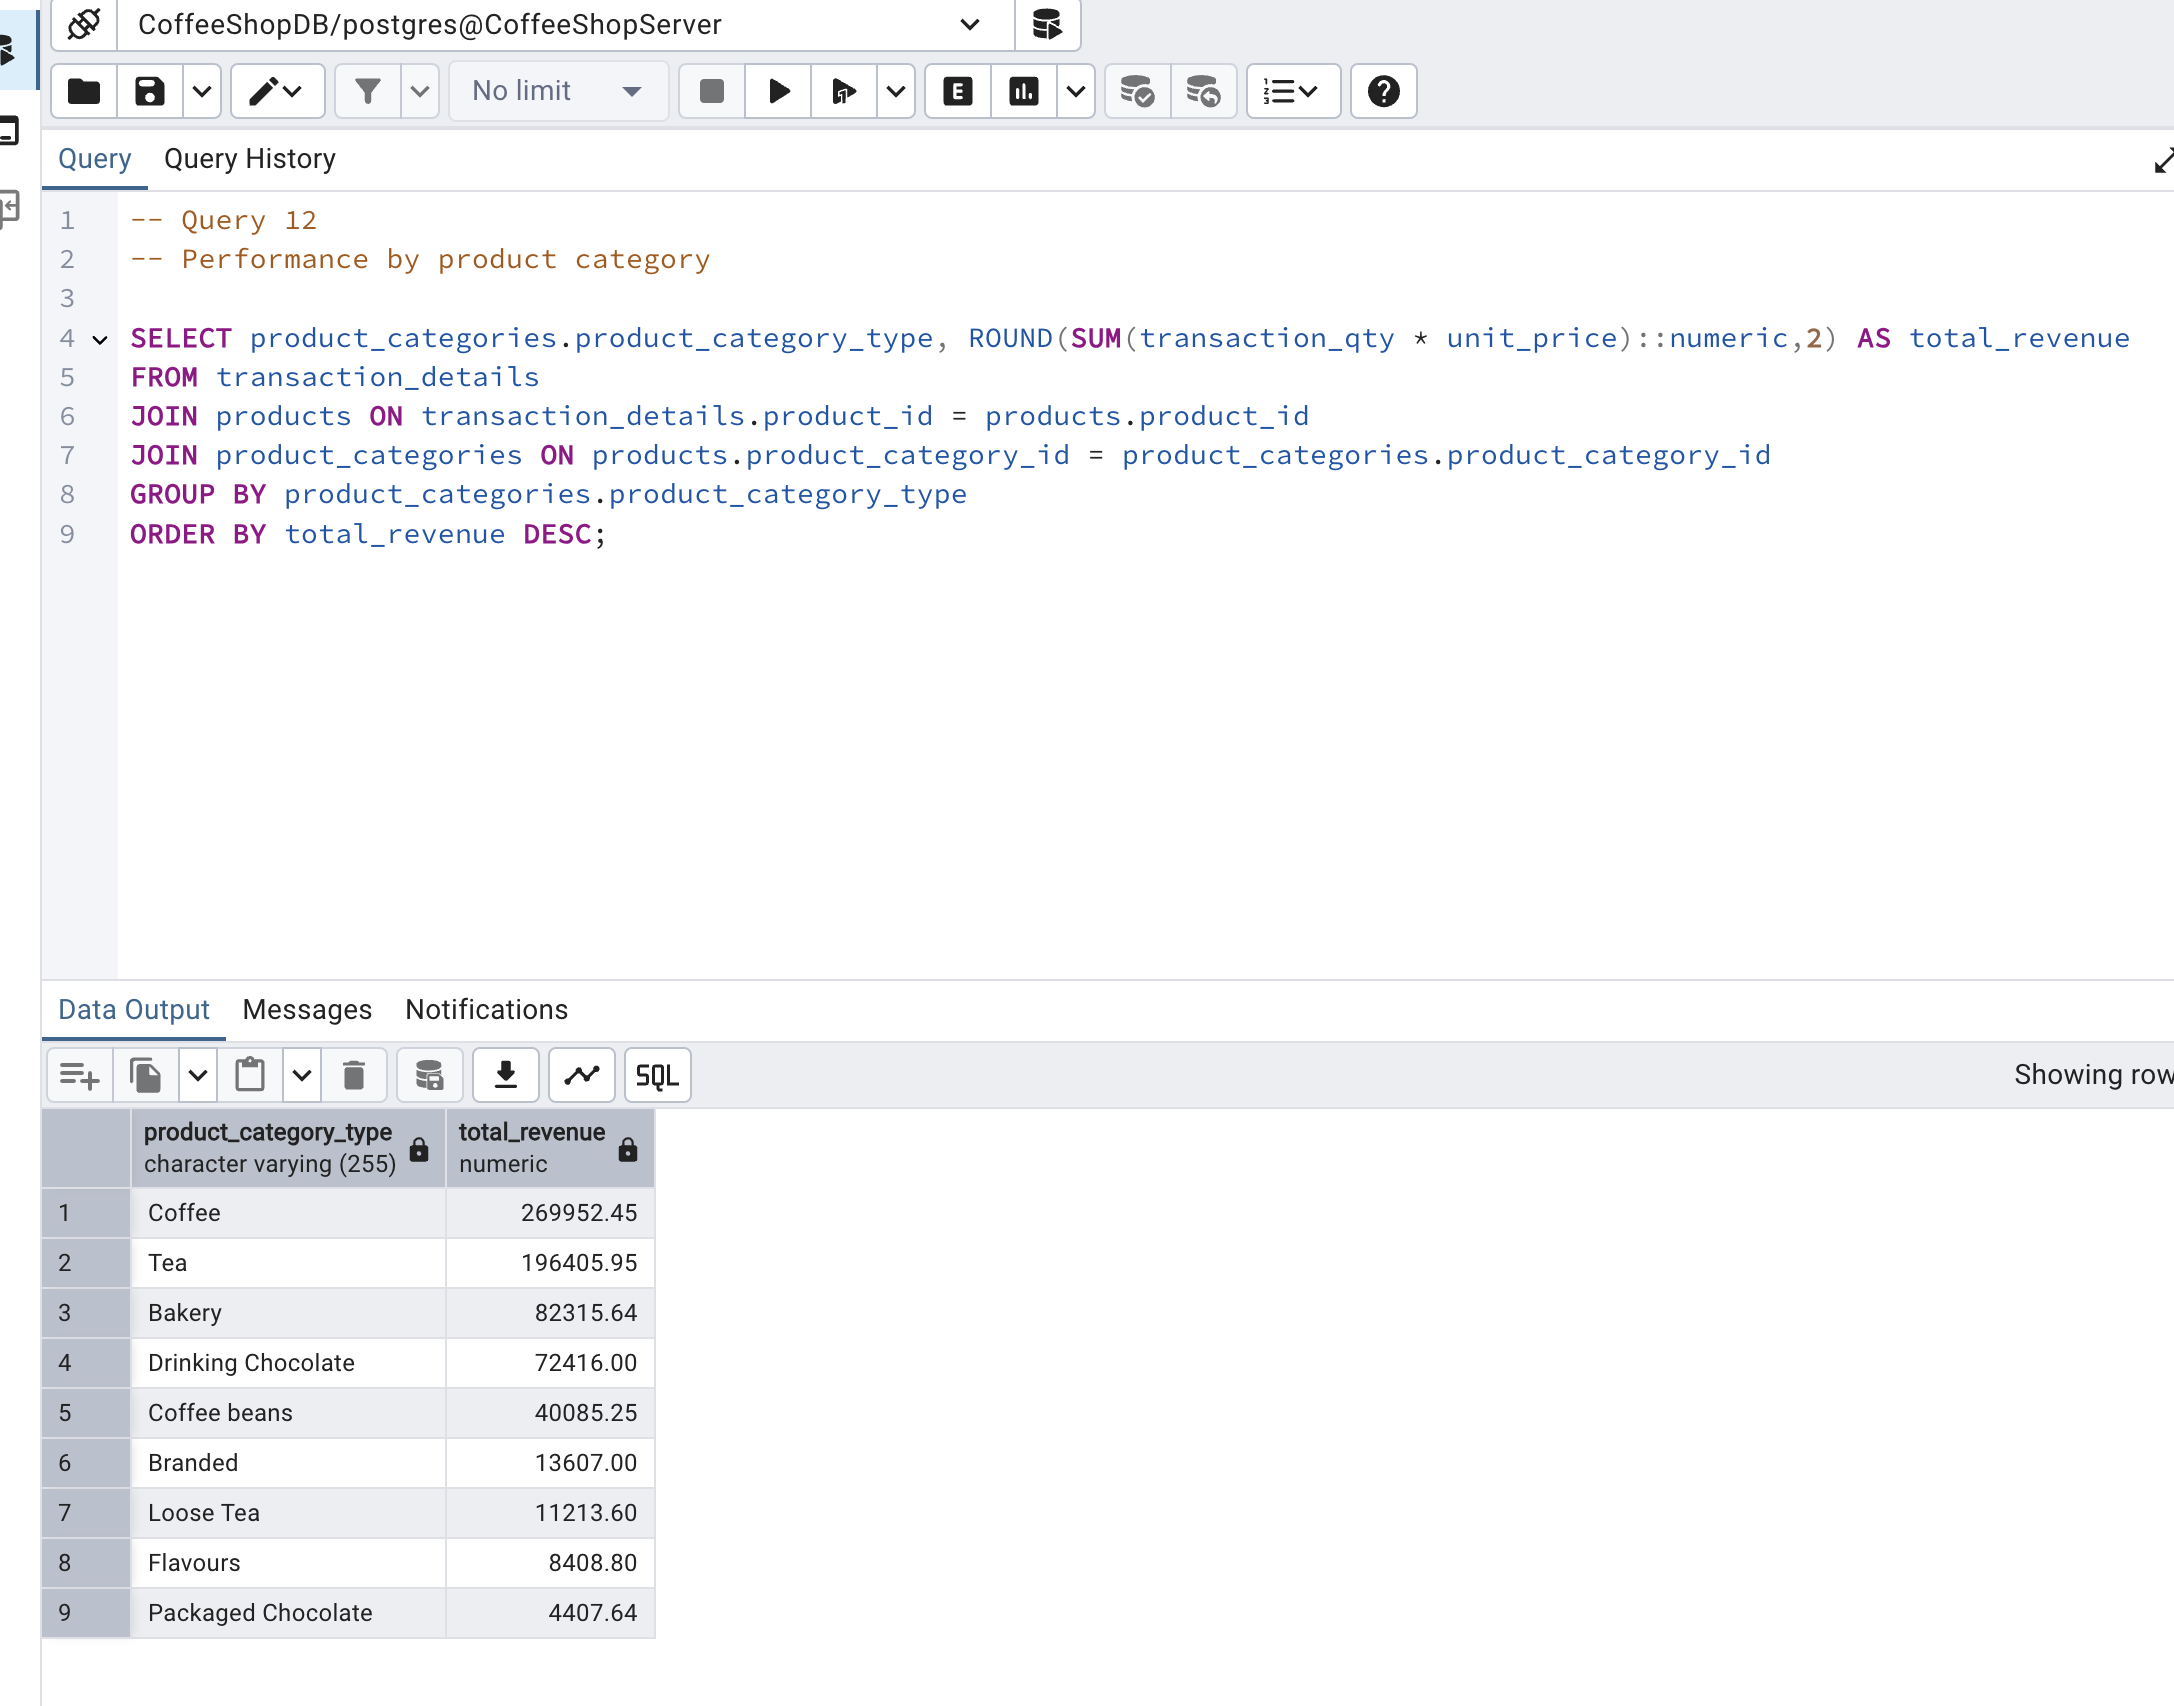 CoffeeShopDB/postgres@CoffeeShopServer
No limit
Query Query History
1 -- Query 12
2 -- Performance by product category
3
4 SELECT product_categories.product_category_type, ROUND(SUM(transaction_qty * unit_price)::numeric,2) AS total_revenue
5 FROM transaction_details
6 JOIN products ON transaction_details.product_id = products.product_id
7 JOIN product_categories ON products.product_category_id = product_categories.product_category_id
8 GROUP BY product_categories.product_category_type
9 ORDER BY total_revenue DESC;
Data Output Messages Notifications
SQL Showing row
product_category_type total_revenue
character varying (255) numeric
1 Coffee 269952.45
2 Tea 196405.95
3 Bakery 82315.64
4 Drinking Chocolate 72416.00
5 Coffee beans 40085.25
6 Branded 13607.00
7 Loose Tea 11213.60
8 Flavours 8408.80
9 Packaged Chocolate 4407.64